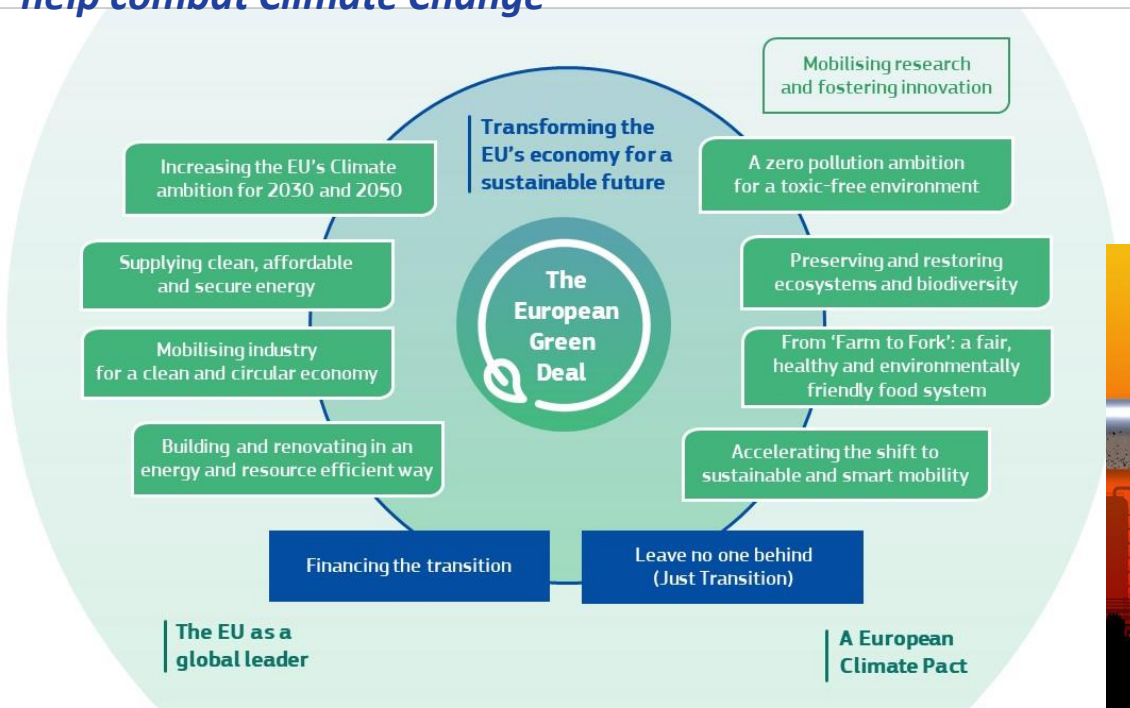 help combat Climate Change
Mobilising research
and fostering innovation
Transforming the
EU's economy for a
sustainable future
Increasing the EU's Climate
ambition for 2030 and 2050
A zero pollution ambition
for a toxic-free environment
Supplying clean, affordable
and secure energy
The
European
Green
Deal
Preserving and restoring
ecosystems and biodiversity
Mobilising industry
for a clean and circular economy
From ‘Farm to Fork’: a fair,
healthy and environmentally
friendly food system
Building and renovating in an
energy and resource efficient way
Accelerating the shift to
sustainable and smart mobility
Financing the transition
Leave no one behind
(Just Transition)
The EU as a
global leader
A European
Climate Pact